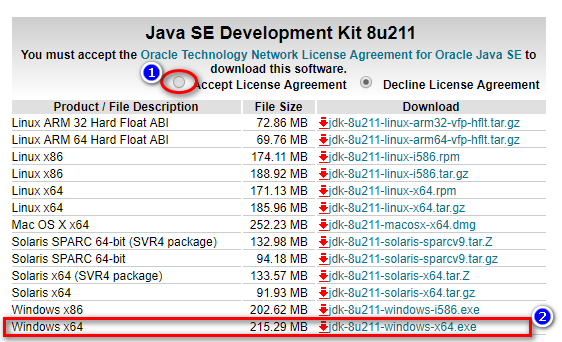 Java SE Development Kit 8u211
You must accept the Oracle Technology Network License Agreement for Oracle Java SE to
download this software.
1 Accept License Agreement Decline License Agreement
Product / File Description File Size Download
Linux ARM 32 Hard Float ABI 72.86 MB jdk-8u211-linux-arm32-vfp-hflt.tar.gz
Linux ARM 64 Hard Float ABI 69.76 MB jdk-8u211-linux-arm64-vfp-hflt.tar.gz
Linux x86 174.11 MB jdk-8u211-linux-i586.rpm
Linux x86 188.92 MB jdk-8u211-linux-i586.tar.gz
Linux x64 171.13 MB jdk-8u211-linux-x64.rpm
Linux x64 185.96 MB jdk-8u211-linux-x64.tar.gz
Mac OS X x64 252.23 MB jdk-8u211-macosx-x64.dmg
Solaris SPARC 64-bit (SVR4 package) 132.98 MB jdk-8u211-solaris-sparcv9.tar.Z
Solaris SPARC 64-bit 94.18 MB jdk-8u211-solaris-sparcv9.tar.gz
Solaris x64 (SVR4 package) 133.57 MB jdk-8u211-solaris-x64.tar.Z
Solaris x64 91.93 MB jdk-8u211-solaris-x64.tar.gz
Windows x86 202.62 MB jdk-8u211-windows-i586.exe
2
Windows x64 215.29 MB jdk-8u211-windows-x64.exe